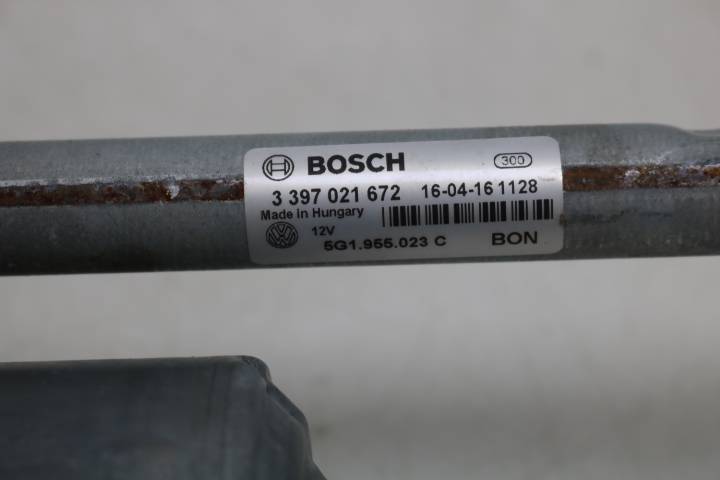 BOSCH 300
3 397 021 672 16-04-16 1128
Made in Hungary
12V
5G1.955.023 C BON